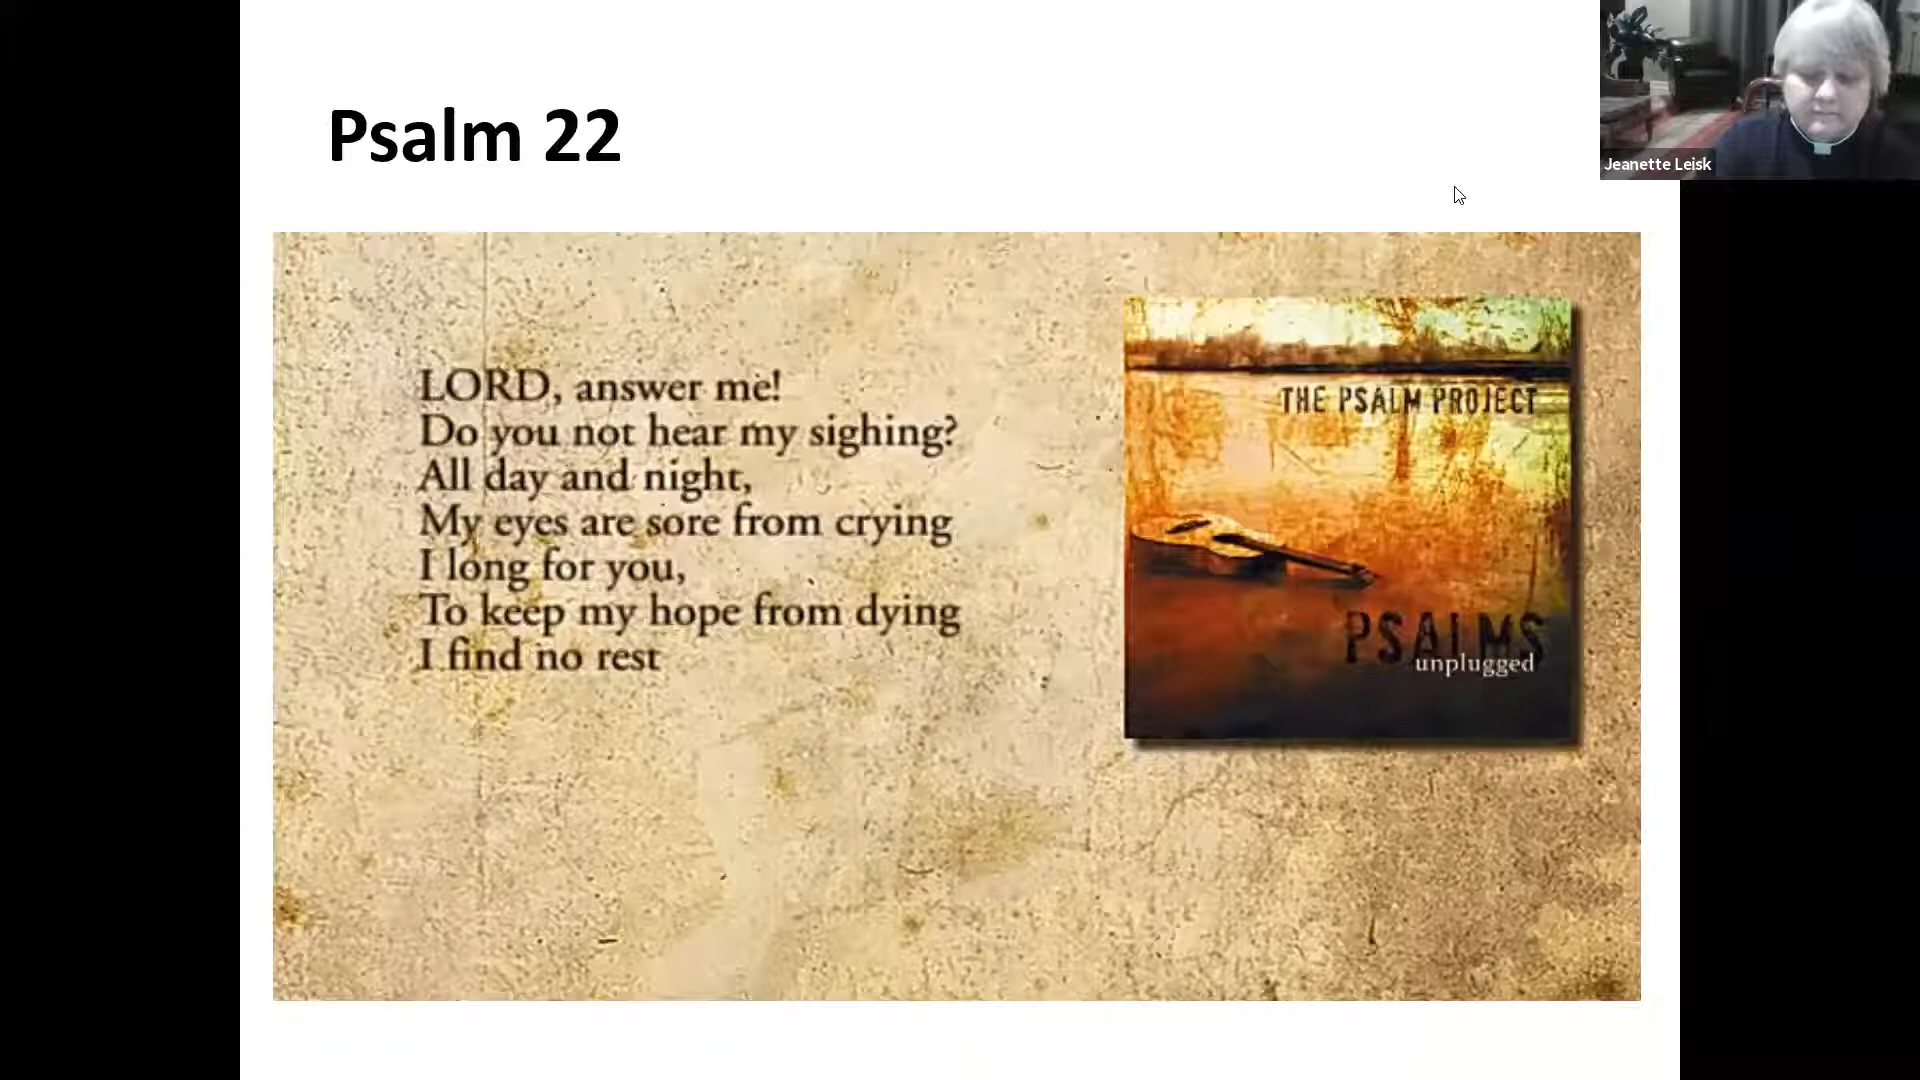 Psalm 22
Jeanette Leisk
LORD, answer me!
Do you not hear my sighing?
All day and night,
My eyes are sore from crying
I long for you,
To keep my hope from dying
I find no rest
THE PSALM PROJECT
PSALMS
unplugged